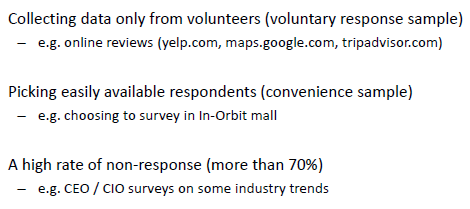 Collecting data only from volunteers (voluntary response sample)
– e.g. online reviews (yelp.com, maps.google.com, tripadvisor.com)
Picking easily available respondents (convenience sample)
– e.g. choosing to survey in In-Orbit mall
A high rate of non-response (more than 70%)
– e.g. CEO / CIO surveys on some industry trends